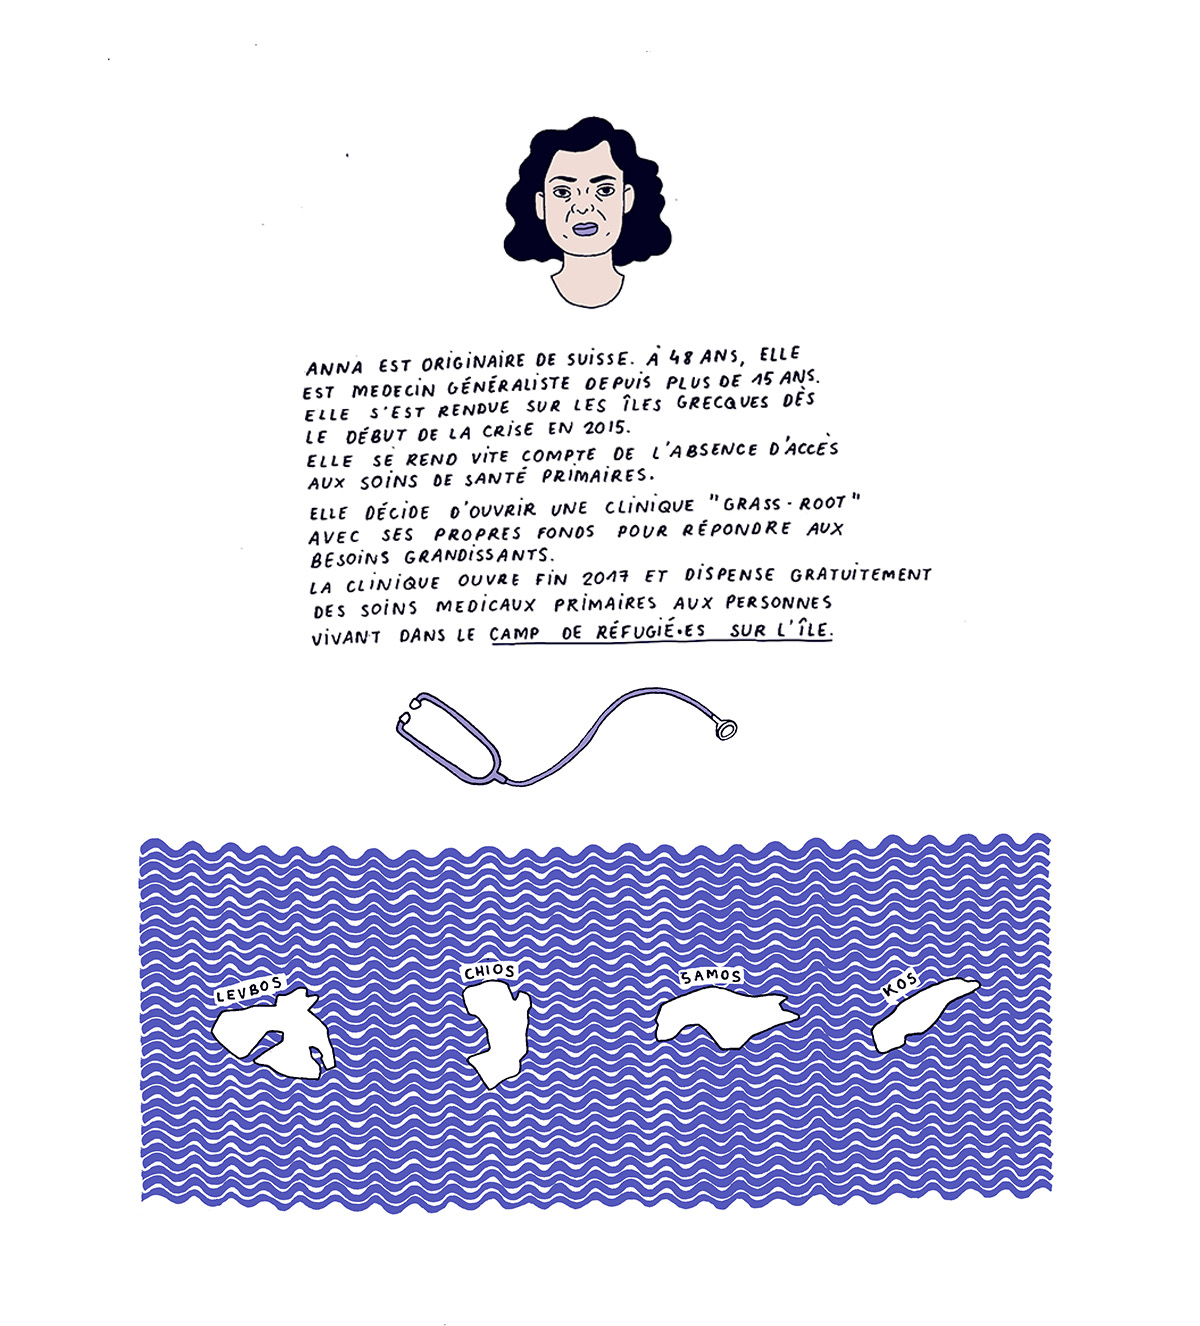 ANNA EST ORIGINAIRE DE SUISSE. À 48 ANS, ELLE
EST MEDECIN GÉNÉRALISTE DEPUIS PLUS DE 15 ANS.
ELLE S'EST RENDUE SUR LES ÎLES GRECQUES DÈS
LE DÉBUT DE LA CRISE EN 2015.
ELLE SE REND VITE COMPTE DE L'ABSENCE D'ACCÈS
AUX SOINS DE SANTÉ PRIMAIRES.
ELLE DÉCIDE D'OUVRIR UNE CLINIQUE "GRASS-ROOT"
AVEC SES PROPRES FONDS POUR RÉPONDRE AUX
BESOINS GRANDISSANTS.
LA CLINIQUE OUVRE FIN 2017 ET DISPENSE GRATUITEMENT
DES SOINS MEDICAUX PRIMAIRES AUX PERSONNES
VIVANT DANS LE CAMP DE RÉFUGIÉ·ES SUR L'ÎLE.
LEVBOS
CHIOS
SAMOS
KOS